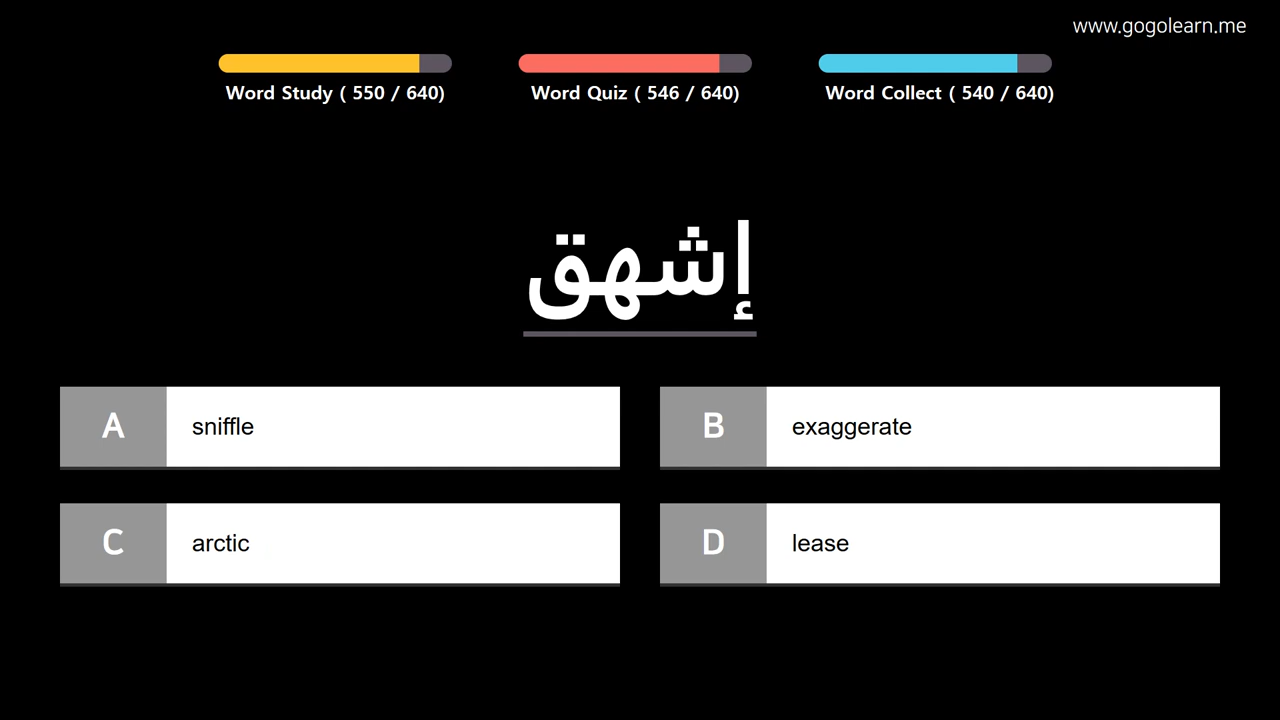 www.gogolearn.me
Word Study ( 550 / 640)
Word Quiz ( 546 / 640)
Word Collect ( 540 / 640)
إشهق
A sniffle
B exaggerate
C arctic
D lease